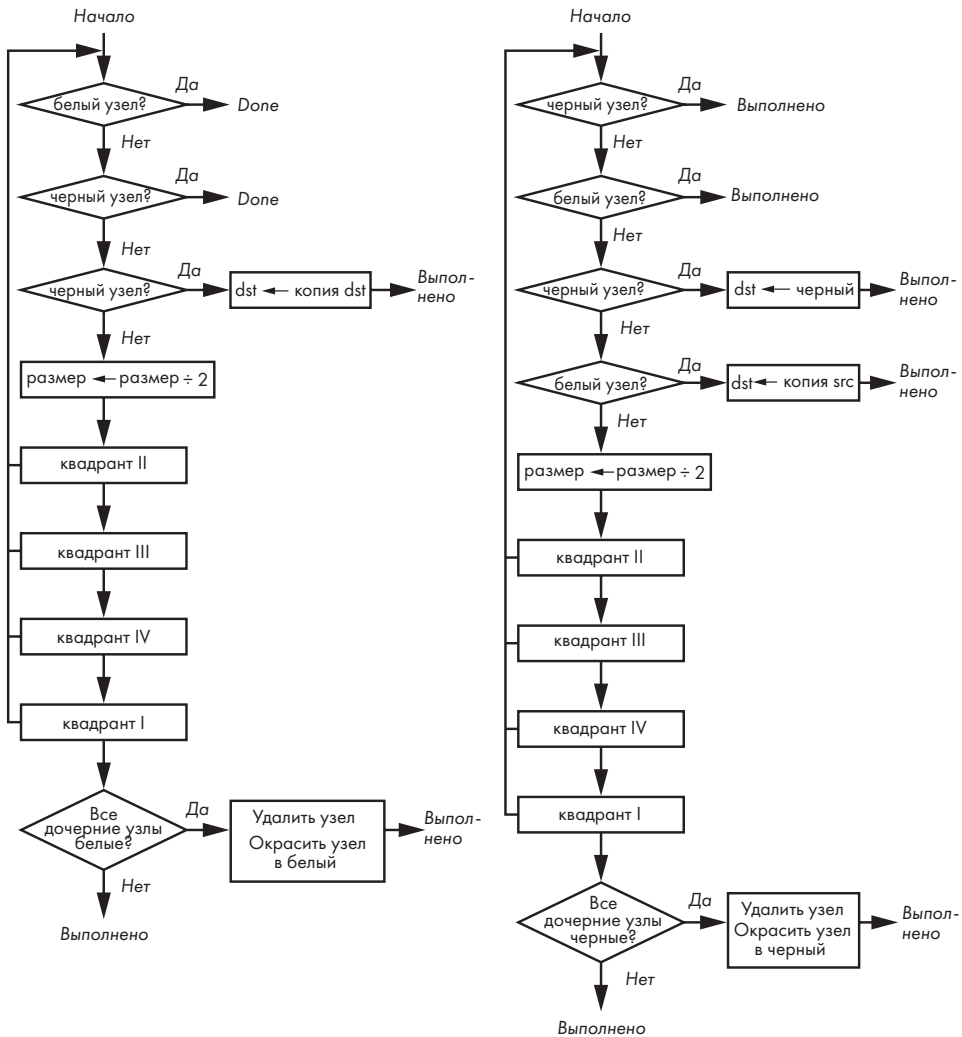 Начало
Да
белый узел?
Done
Нет
Да
черный узел?
Done
Нет
Да
черный узел?
dst ← копия dst
Выпол-
нено
Нет
размер ← размер ÷ 2
квадрант II
квадрант III
квадрант IV
квадрант I
Все
дочерние узлы
белые?
Да
Удалить узел
Окрасить узел
в белый
Выпол-
нено
Нет
Выполнено
Начало
Да
черный узел?
Выполнено
Нет
Да
белый узел?
Выполнено
Нет
Да
черный узел?
dst ← черный
Выпол-
нено
Нет
Да
белый узел?
dst ← копия src
Выпол-
нено
Нет
размер ← размер ÷ 2
квадрант II
квадрант III
квадрант IV
квадрант I
Все
дочерние узлы
черные?
Да
Удалить узел
Окрасить узел
в черный
Выпол-
нено
Нет
Выполнено